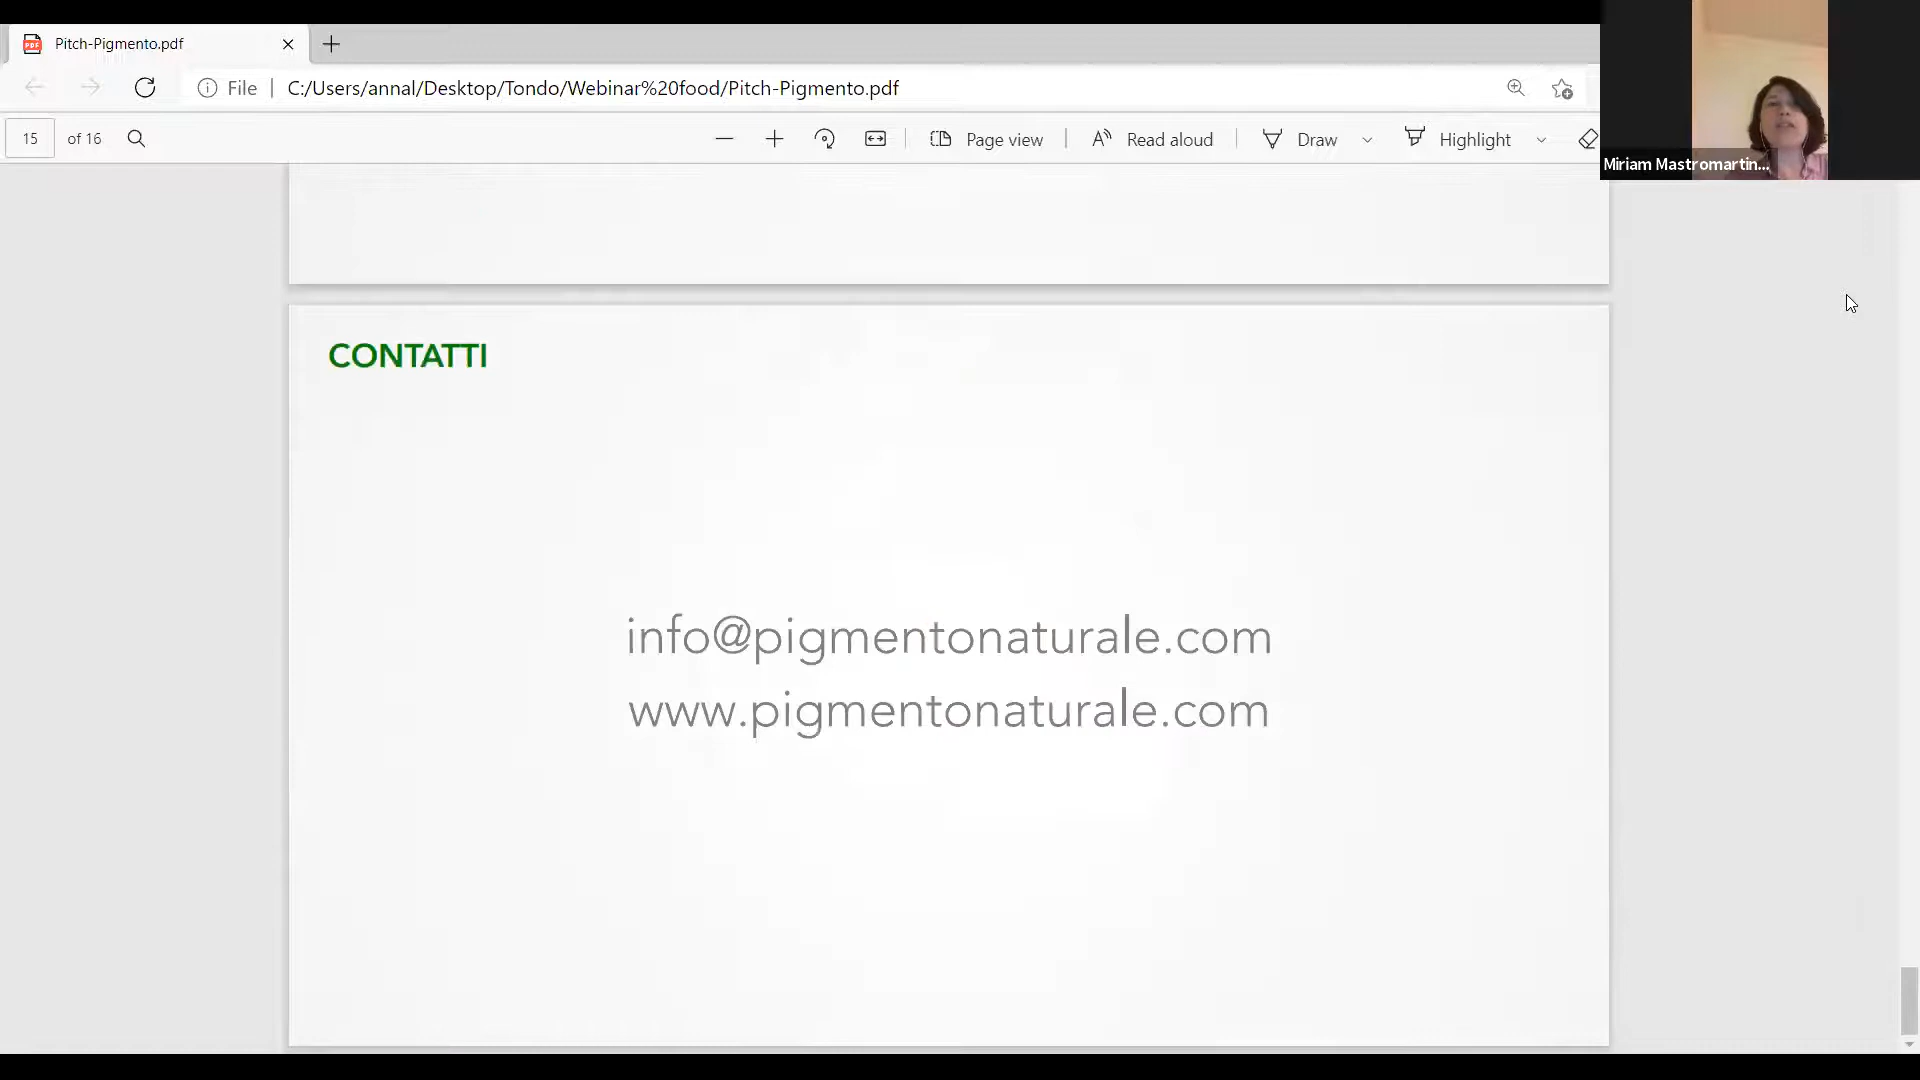 Pitch-Pigmento.pdf
File | C:/Users/annal/Desktop/Tondo/Webinar%20food/Pitch-Pigmento.pdf
15 of 16 Page view Read aloud Draw Highlight
Miriam Mastromartin...
CONTATTI
info@pigmentonaturale.com
www.pigmentonaturale.com